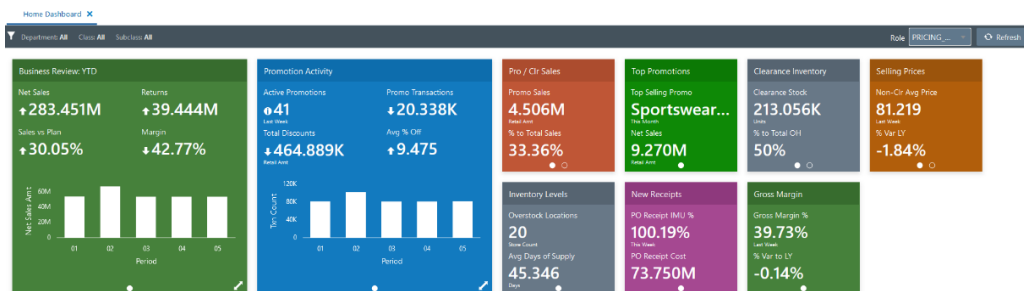 Home Dashboard ×
Department: All Class: All Subclass: All Role PRICING_... Refresh
Business Review: YTD
Net Sales Returns
283.451M 39.444M
Sales vs Plan Margin
30.05% 42.77%
Net Sales Amt
60M
40M
20M
0
01 02 03 04 05
Period
Promotion Activity
Active Promotions Promo Transactions
41 20.338K
Last Week
Total Discounts Avg % Off
464.889K 9.475
Retail Amt
Txn Count
120K
80K
40K
0
01 02 03 04 05
Period
Pro / Clr Sales
Promo Sales
4.506M
Retail Amt
% to Total Sales
33.36%
Top Promotions
Top Selling Promo
Sportswear...
This Month
Net Sales
9.270M
Retail Amt
Clearance Inventory
Clearance Stock
213.056K
Units
% to Total OH
50%
Selling Prices
Non-Clr Avg Price
81.219
Last Week
% Var LY
-1.84%
Inventory Levels
Overstock Locations
20
Store Count
Avg Days of Supply
45.346
Days
New Receipts
PO Receipt IMU %
100.19%
This Week
PO Receipt Cost
73.750M
Gross Margin
Gross Margin %
39.73%
Last Week
% Var to LY
-0.14%